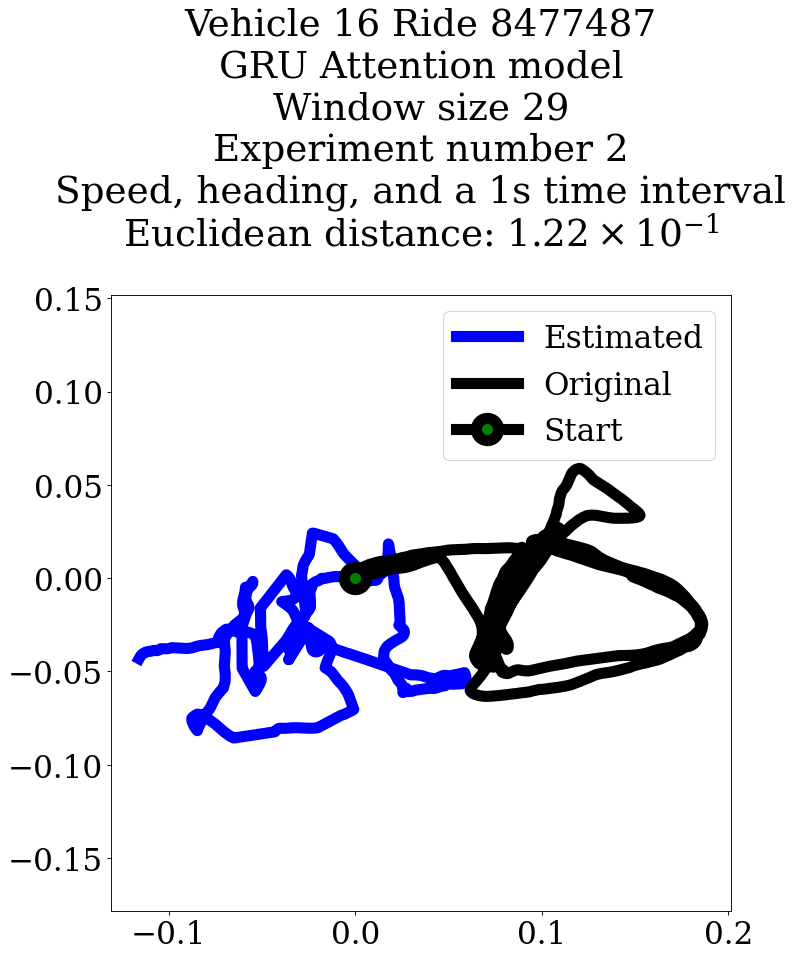 Vehicle 16 Ride 8477487
GRU Attention model
Window size 29
Experiment number 2
Speed, heading, and a 1s time interval
Euclidean distance: 1.22 × 10⁻¹
Estimated
Original
Start
0.15
0.10
0.05
0.00
−0.05
−0.10
−0.15
−0.1
0.0
0.1
0.2